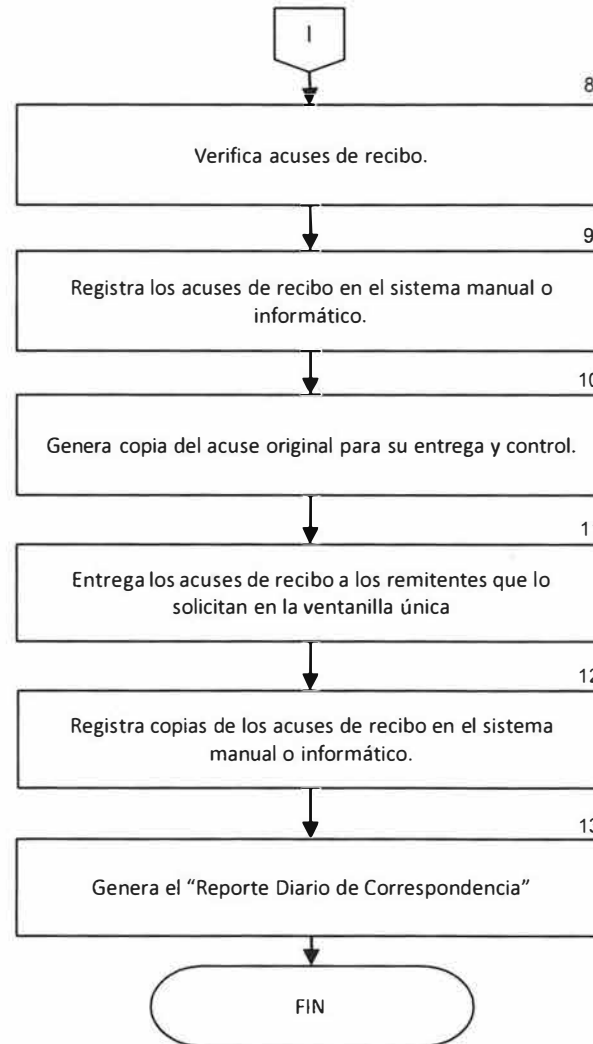 I
8
Verifica acuses de recibo.
9
Registra los acuses de recibo en el sistema manual o
informático.
10
Genera copia del acuse original para su entrega y control.
1
Entrega los acuses de recibo a los remitentes que lo
solicitan en la ventanilla única
12
Registra copias de los acuses de recibo en el sistema
manual o informático.
13
Genera el “Reporte Diario de Correspondencia”
FIN